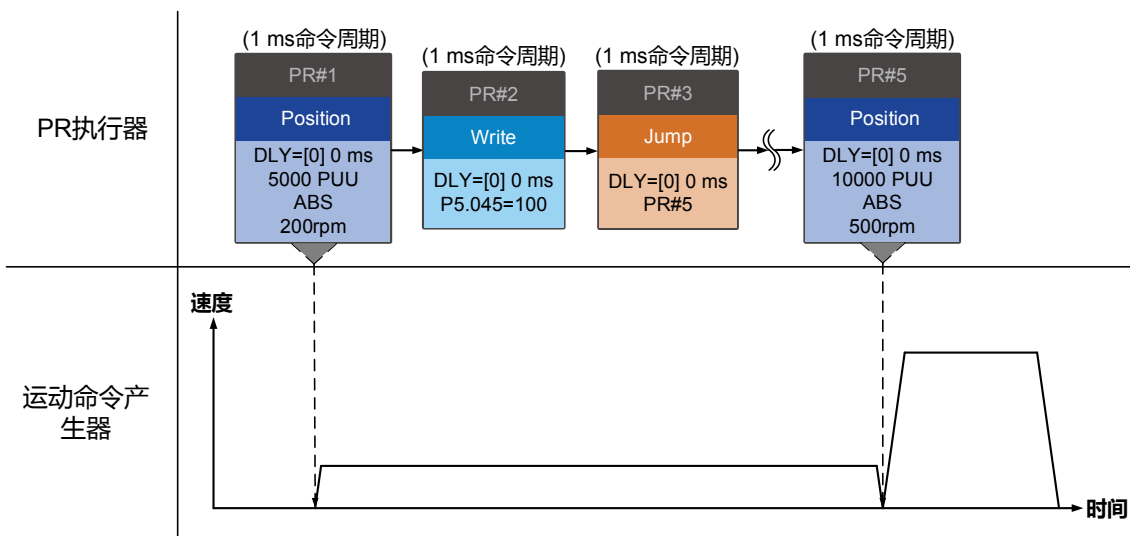 PR执行器
(1 ms命令周期)
PR#1
Position
DLY=[0] 0 ms
5000 PUU
ABS
200rpm
(1 ms命令周期)
PR#2
Write
DLY=[0] 0 ms
P5.045=100
(1 ms命令周期)
PR#3
Jump
DLY=[0] 0 ms
PR#5
(1 ms命令周期)
PR#5
Position
DLY=[0] 0 ms
10000 PUU
ABS
500rpm
运动命令产
生器
速度
时间